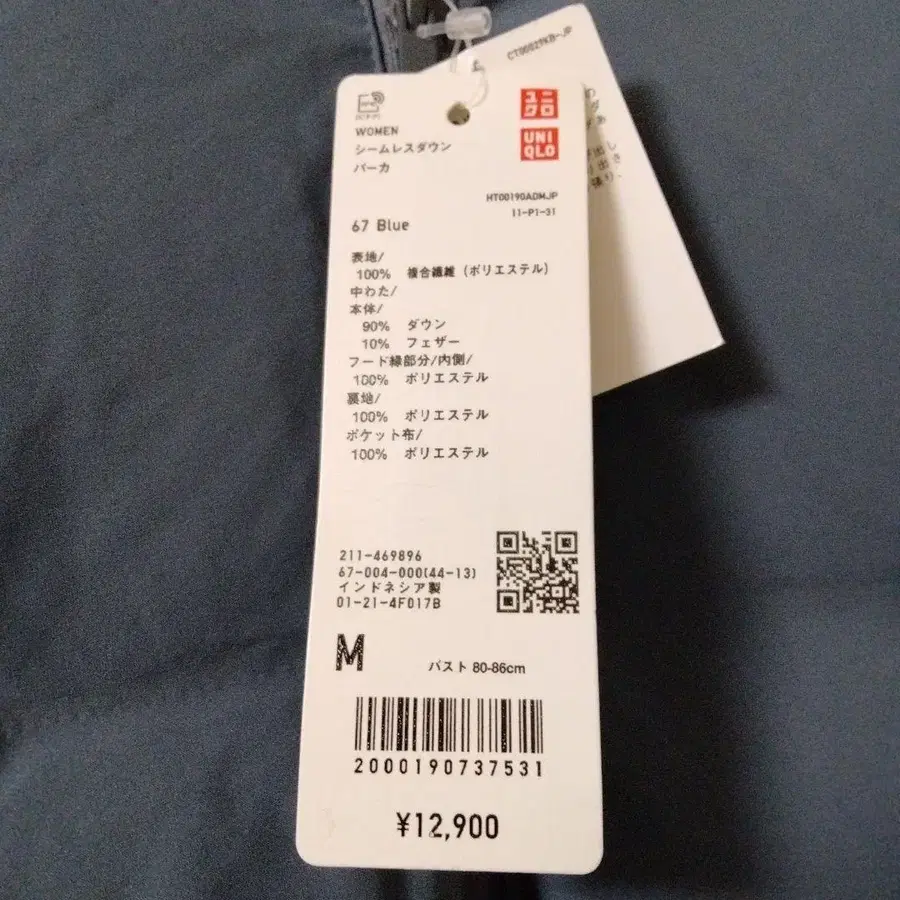 WOMEN
シームレスダウン
パーカ
ユニ
クロ
UNI
QLO
HT00190ADMJP
11-P1-31
67 Blue
表地/
100% 複合繊維 (ポリエステル)
中わた/
本体/
90% ダウン
10% フェザー
フード縁部分/内側/
100% ポリエステル
裏地/
100% ポリエステル
ポケット布/
100% ポリエステル
211-469896
67-004-000(44-13)
インドネシア製
01-21-4F017B
M バスト 80-86cm
2000190737531
¥12,900
CT00029KB-JP